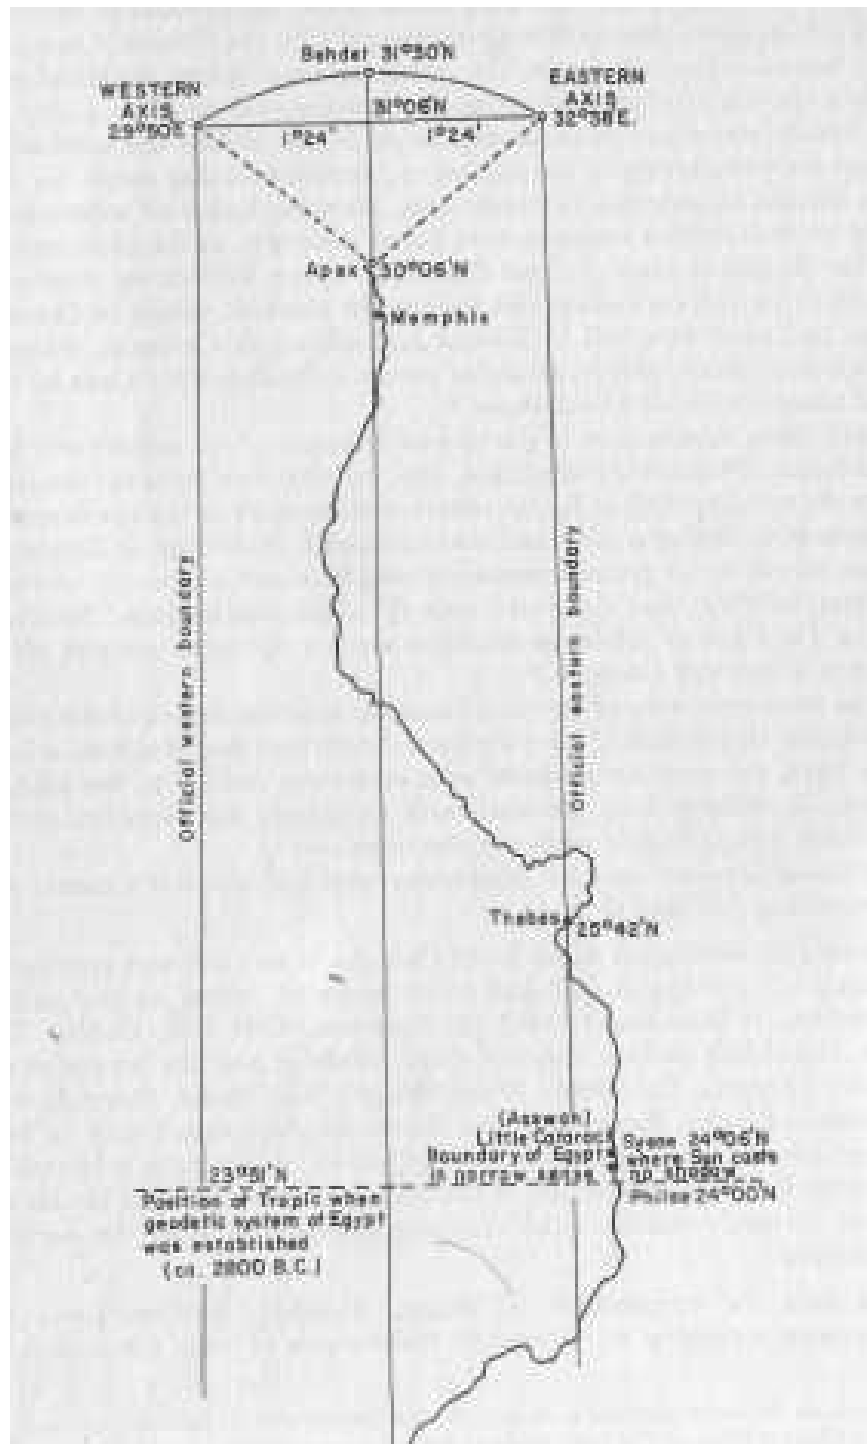 Behdet 31°30'N
WESTERN
AXIS
29°50'E.
EASTERN
AXIS
32°38'E.
31°06'N
1°24'
1°24'
Apex
30°06'N
Memphis
Official western boundary
Official eastern boundary
Thebes
25°42'N
(Asswan)
Little Cataract
Boundary of Egypt
Syene 24°06'N
where Sun casts
no shadow
Philae 24°00'N
23°51'N
Position of Tropic when
geodetic system of Egypt
was established
(ca. 2800 B.C.)